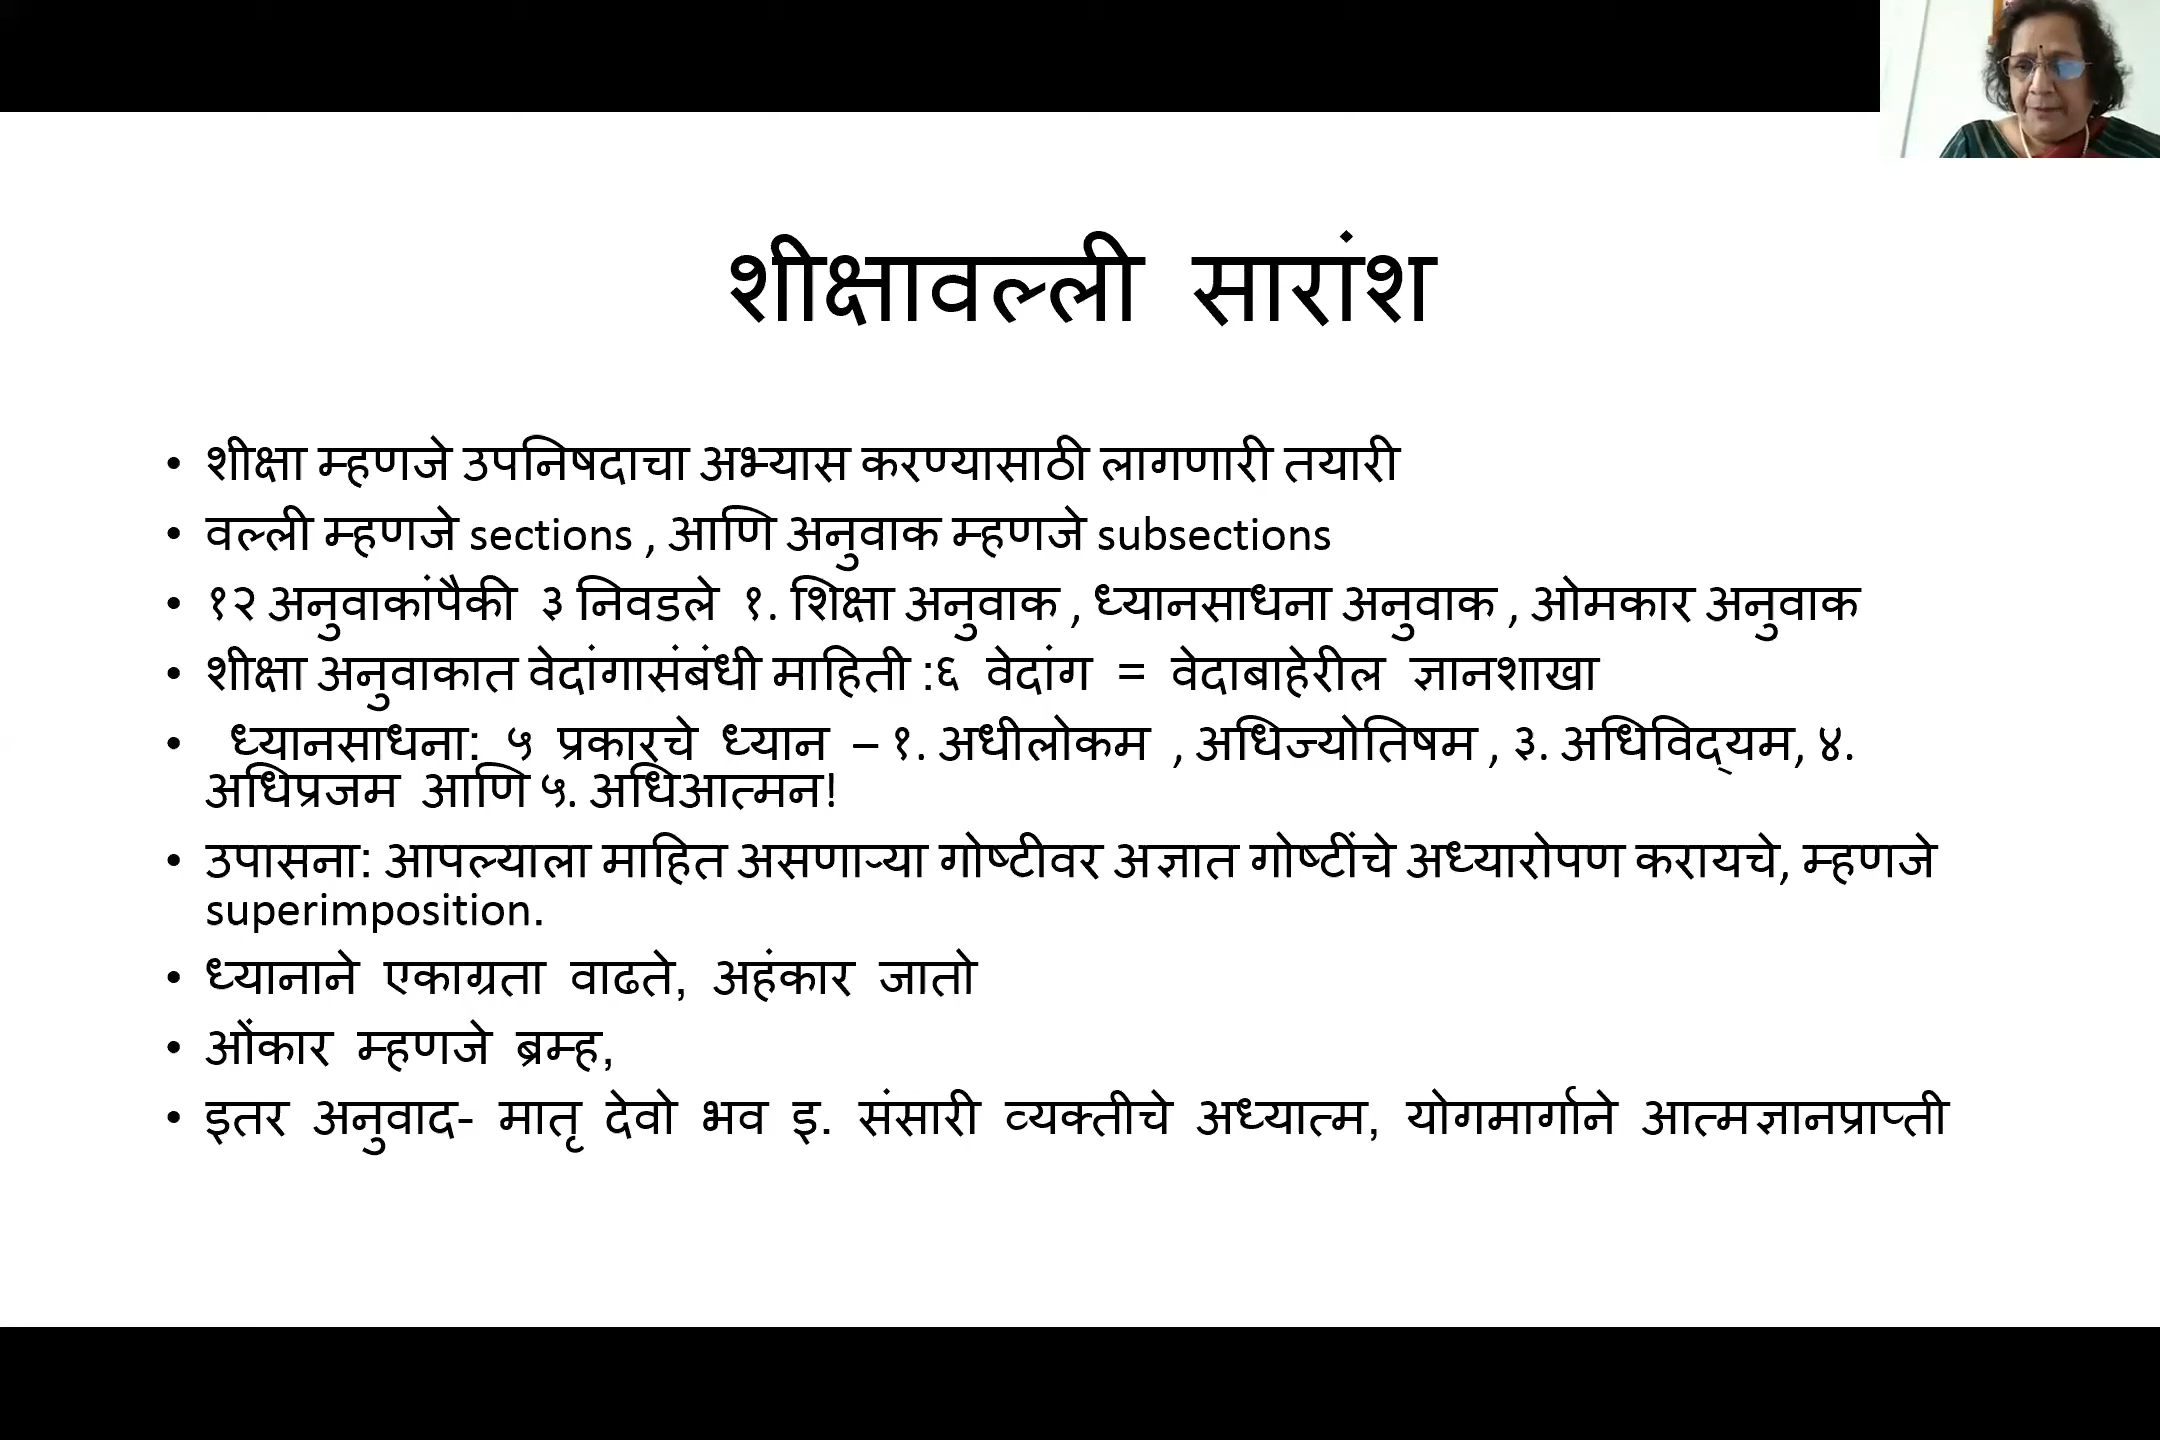 शीक्षावल्ली सारांश
• शीक्षा म्हणजे उपनिषदाचा अभ्यास करण्यासाठी लागणारी तयारी
• वल्ली म्हणजे sections , आणि अनुवाक म्हणजे subsections
• १२ अनुवाकांपैकी ३ निवडले १. शिक्षा अनुवाक , ध्यानसाधना अनुवाक , ओमकार अनुवाक
• शीक्षा अनुवाकात वेदांगासंबंधी माहिती :६ वेदांग = वेदाबाहेरील ज्ञानशाखा
• ध्यानसाधना: ५ प्रकारचे ध्यान – १. अधीलोकम , अधिज्योतिषम , ३. अधिविद्यम, ४.
अधिप्रजम आणि ५. अधिआत्मन!
• उपासना: आपल्याला माहित असणाऱ्या गोष्टीवर अज्ञात गोष्टींचे अध्यारोपण करायचे, म्हणजे
superimposition.
• ध्यानाने एकाग्रता वाढते, अहंकार जातो
• ओंकार म्हणजे ब्रम्ह,
• इतर अनुवाद- मातृ देवो भव इ. संसारी व्यक्तीचे अध्यात्म, योगमार्गाने आत्मज्ञानप्राप्ती